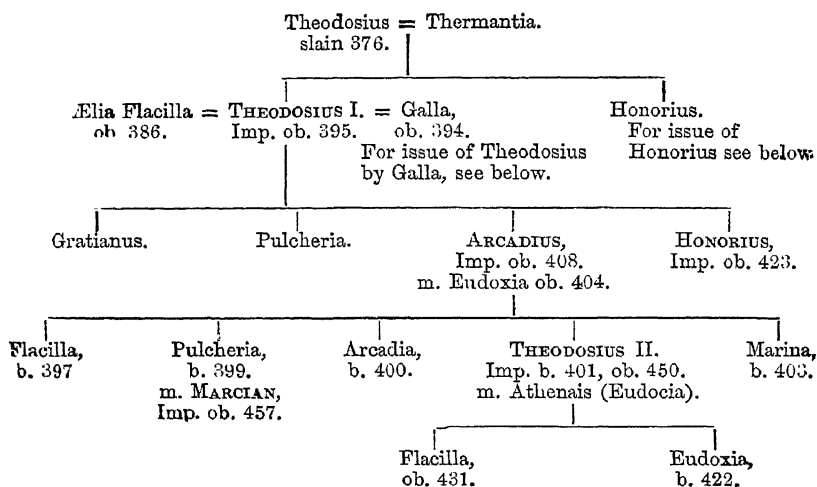 Theodosius = Thermantia.
slain 376.
Ælia Flacilla = THEODOSIUS I. = Galla, Honorius.
ob. 386. Imp. ob. 395. ob. 394. For issue of
For issue of Theodosius Honorius see below.
by Galla, see below.
Gratianus. Pulcheria. ARCADIUS, HONORIUS,
Imp. ob. 408. Imp. ob. 423.
m. Eudoxia ob. 404.
Flacilla, Pulcheria, Arcadia, THEODOSIUS II. Marina,
b. 397 b. 399. b. 400. Imp. b. 401, ob. 450. b. 403.
m. MARCIAN, m. Athenais (Eudocia).
Imp. ob. 457.
Flacilla, Eudoxia,
ob. 431. b. 422.